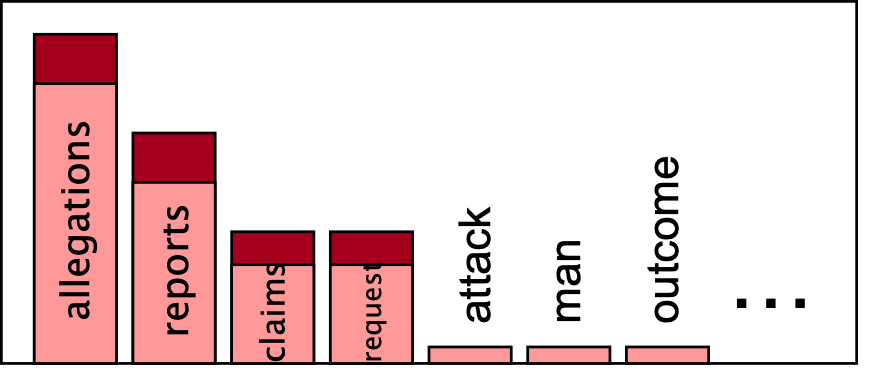 allegations
reports
claims
request
attack
man
outcome
...